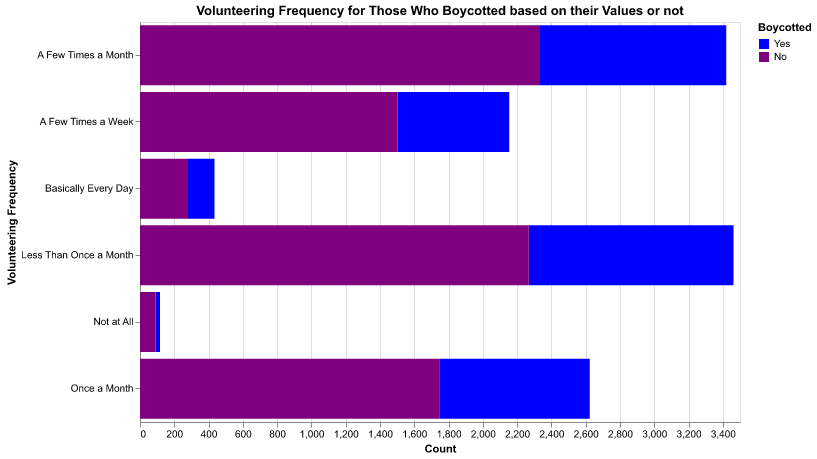 Volunteering Frequency for Those Who Boycotted based on their Values or not
Boycotted
Yes
No
Volunteering Frequency
A Few Times a Month
A Few Times a Week
Basically Every Day
Less Than Once a Month
Not at All
Once a Month
0 200 400 600 800 1,000 1,200 1,400 1,600 1,800 2,000 2,200 2,400 2,600 2,800 3,000 3,200 3,400
Count